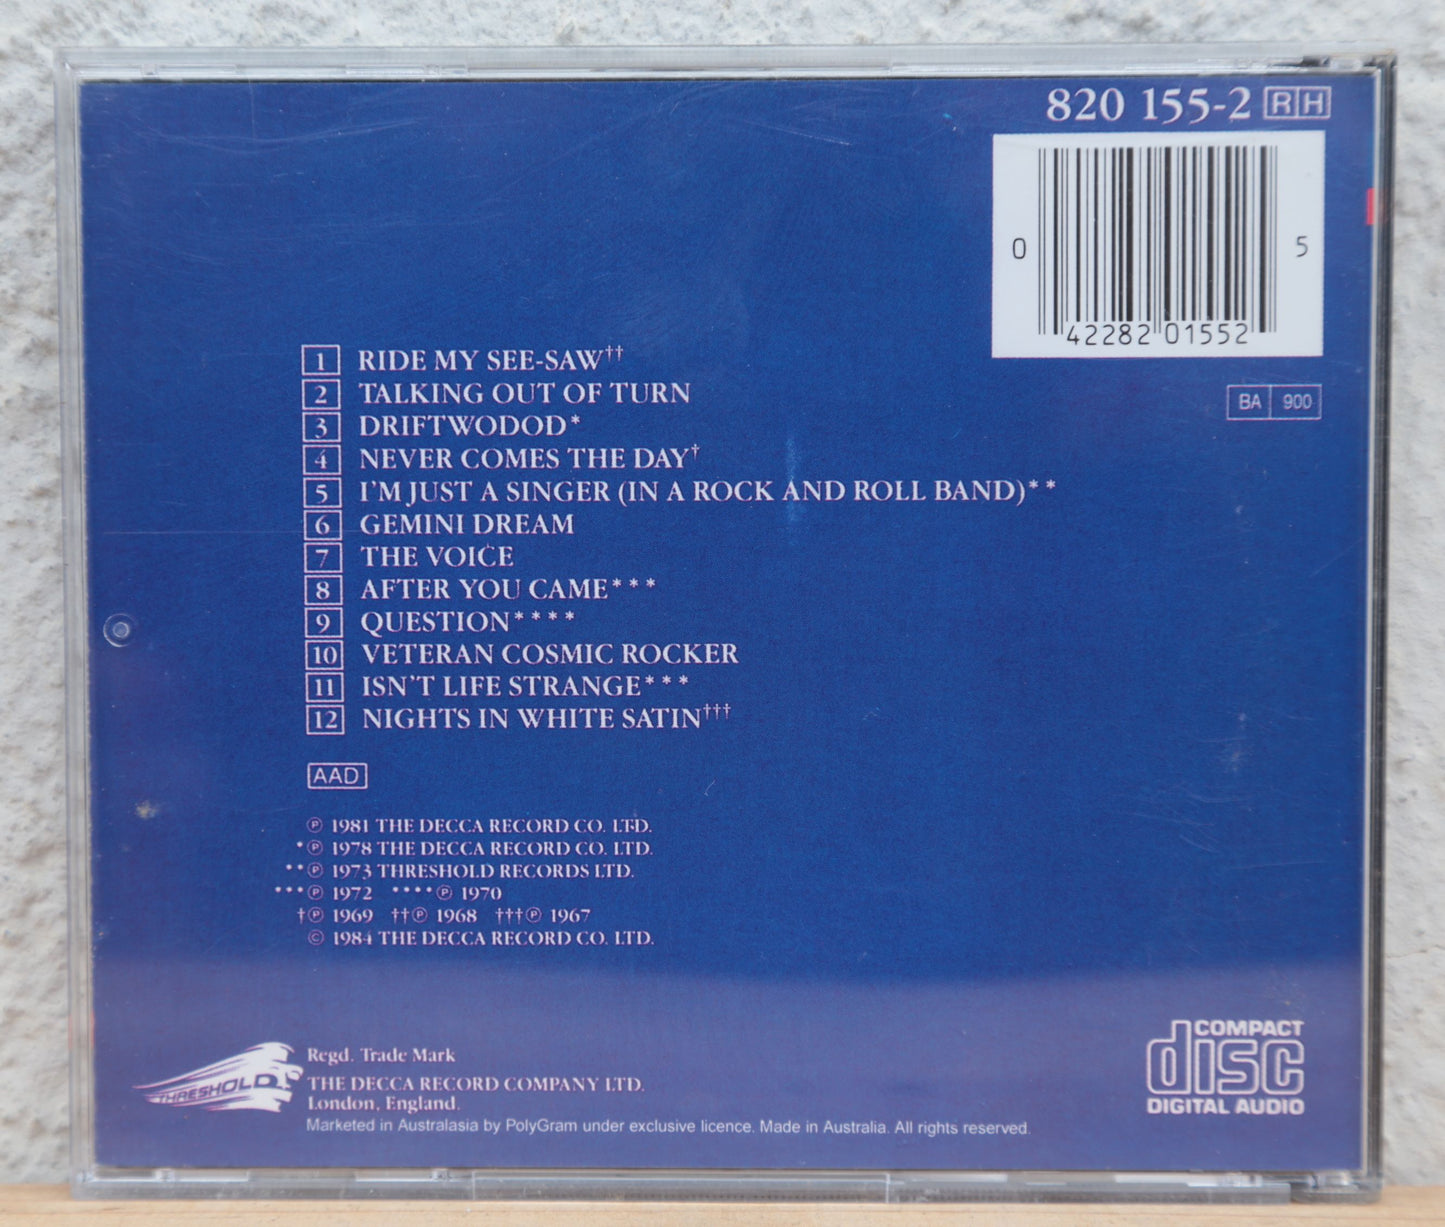 820 155-2 RH
0 42282 01552 5
BA 900
1 RIDE MY SEE-SAW††
2 TALKING OUT OF TURN
3 DRIFTWODOD*
4 NEVER COMES THE DAY†
5 I'M JUST A SINGER (IN A ROCK AND ROLL BAND)**
6 GEMINI DREAM
7 THE VOICE
8 AFTER YOU CAME***
9 QUESTION****
10 VETERAN COSMIC ROCKER
11 ISN'T LIFE STRANGE***
12 NIGHTS IN WHITE SATIN†††
AAD
℗ 1981 THE DECCA RECORD CO. LTD.
*℗ 1978 THE DECCA RECORD CO. LTD.
**℗ 1973 THRESHOLD RECORDS LTD.
***℗ 1972 ****℗ 1970
†℗ 1969 ††℗ 1968 †††℗ 1967
© 1984 THE DECCA RECORD CO. LTD.
THRESHOLD
Regd. Trade Mark
THE DECCA RECORD COMPANY LTD.
London, England.
Marketed in Australasia by PolyGram under exclusive licence. Made in Australia. All rights reserved.
COMPACT
disc
DIGITAL AUDIO